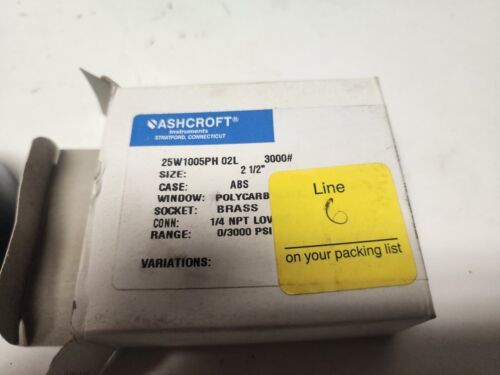 ASHCROFT®
Instruments
STRATFORD, CONNECTICUT
25W1005PH 02L 3000#
SIZE: 2 1/2"
CASE: ABS
WINDOW: POLYCARB
SOCKET: BRASS
CONN: 1/4 NPT LOW
RANGE: 0/3000 PSI
VARIATIONS:
Line
6
on your packing list